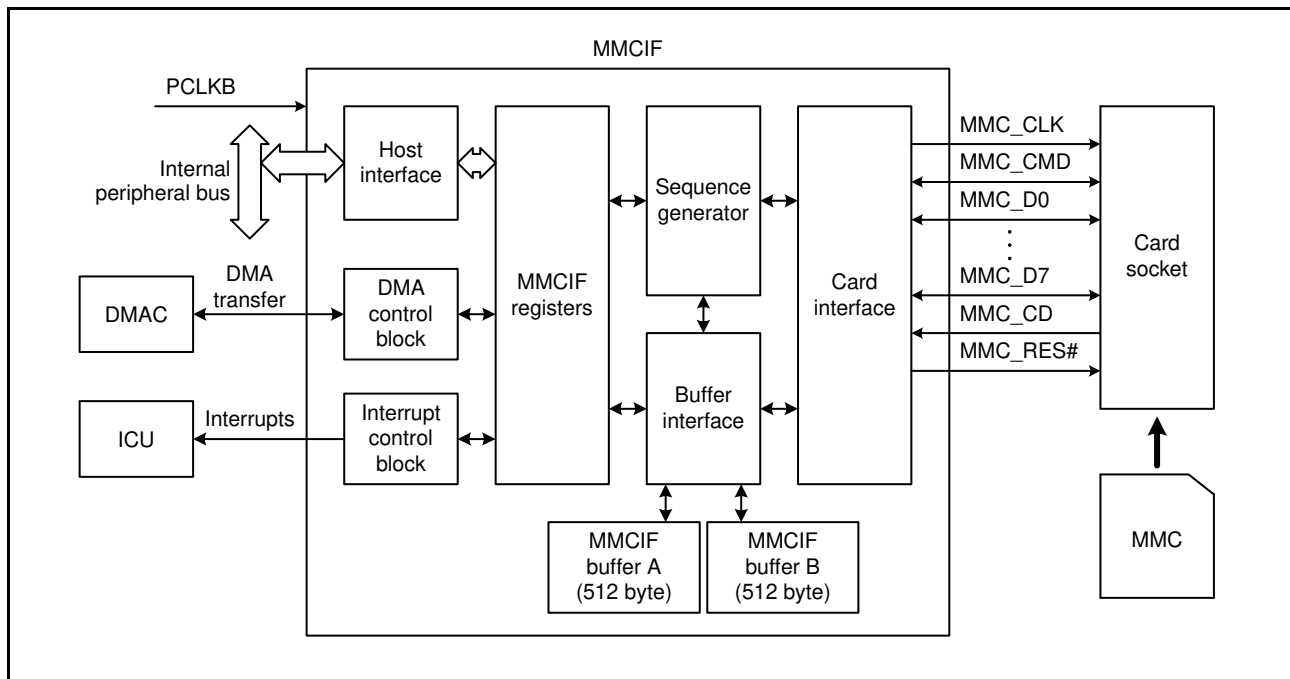 MMCIF
PCLKB
Internal
peripheral bus
Host
interface
DMAC
DMA
transfer
DMA
control
block
ICU
Interrupts
Interrupt
control
block
MMCIF
registers
Sequence
generator
Buffer
interface
MMCIF
buffer A
(512 byte)
MMCIF
buffer B
(512 byte)
Card
interface
MMC_CLK
MMC_CMD
MMC_D0
MMC_D7
MMC_CD
MMC_RES#
Card
socket
MMC